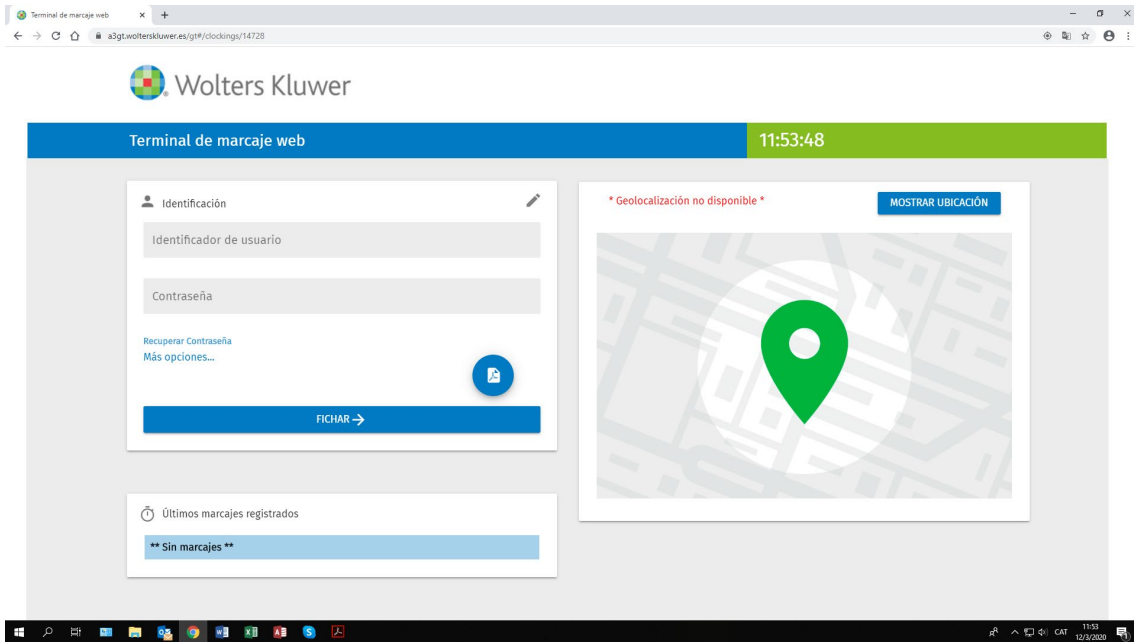 Terminal de marcaje web
a3gt.wolterskluwer.es/gt#/clockings/14728
Wolters Kluwer
Terminal de marcaje web
11:53:48
Identificación
Identificador de usuario
Contraseña
Recuperar Contraseña
Más opciones...
FICHAR
* Geolocalización no disponible *
MOSTRAR UBICACIÓN
Últimos marcajes registrados
** Sin marcajes **
CAT
11:53
12/3/2020